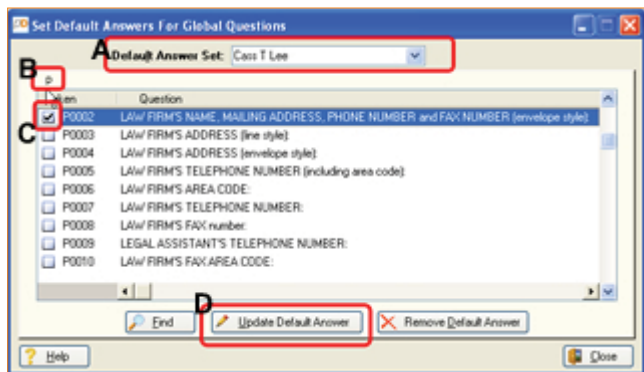 Set Default Answers For Global Questions
A Default Answer Set: Cass T Lee
B
P
Question
C P0002 LAW FIRM'S NAME, MAILING ADDRESS, PHONE NUMBER and FAX NUMBER (envelope style):
P0003 LAW FIRM'S ADDRESS (line style):
P0004 LAW FIRM'S ADDRESS (envelope style):
P0005 LAW FIRM'S TELEPHONE NUMBER (including area code):
P0006 LAW FIRM'S AREA CODE:
P0007 LAW FIRM'S TELEPHONE NUMBER:
P0008 LAW FIRM'S FAX number:
P0009 LEGAL ASSISTANT'S TELEPHONE NUMBER:
P0010 LAW FIRM'S FAX AREA CODE:
D
Find Update Default Answer Remove Default Answer
Help Close